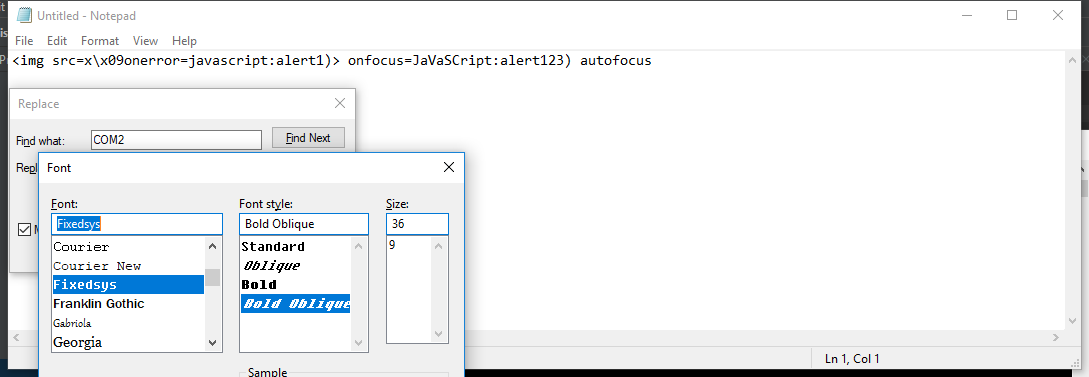 Untitled - Notepad
File Edit Format View Help
<img src=x\x09onerror=javascript:alert1)> onfocus=JaVaSCript:alert123) autofocus
Replace
Find what: COM2 Find Next
Repl
Font
Font: Font style: Size:
Fixedsys Bold Oblique 36
Courier Standard 9
Courier New Oblique
Fixedsys Bold
Franklin Gothic Bold Oblique
Gabriola
Georgia
Sample
Ln 1, Col 1